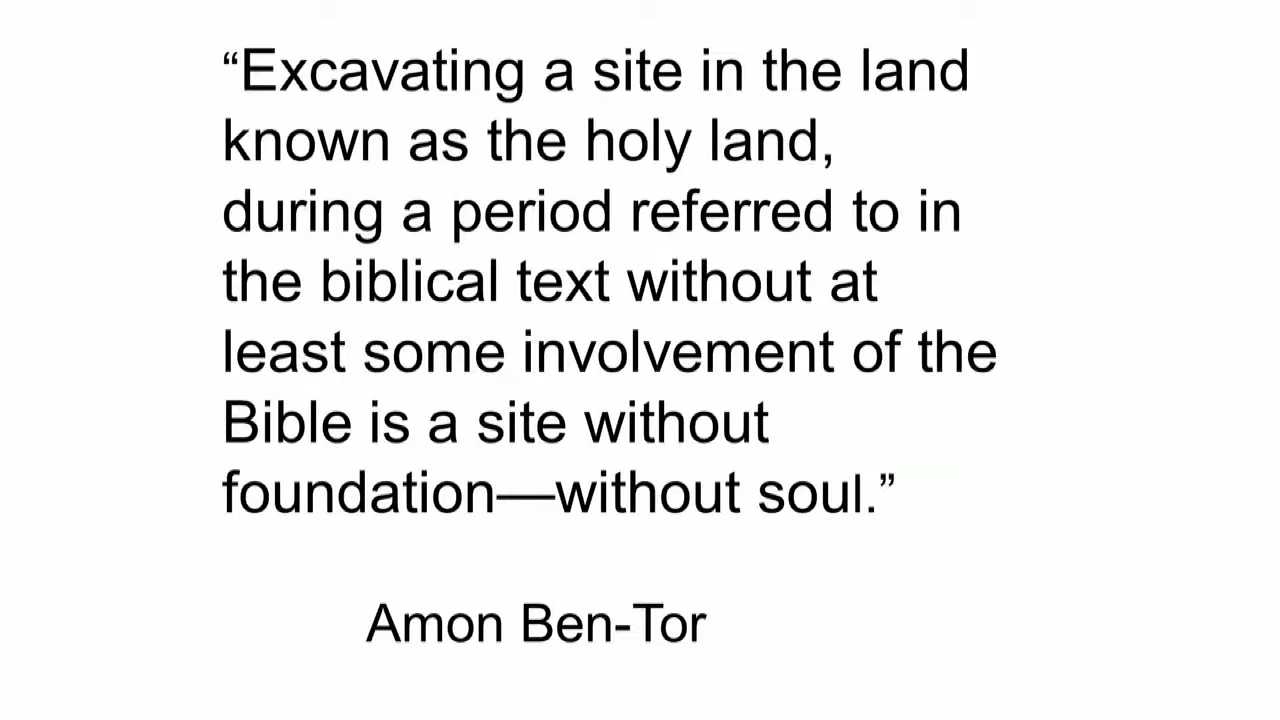 “Excavating a site in the land
known as the holy land,
during a period referred to in
the biblical text without at
least some involvement of the
Bible is a site without
foundation—without soul.”
Amon Ben-Tor